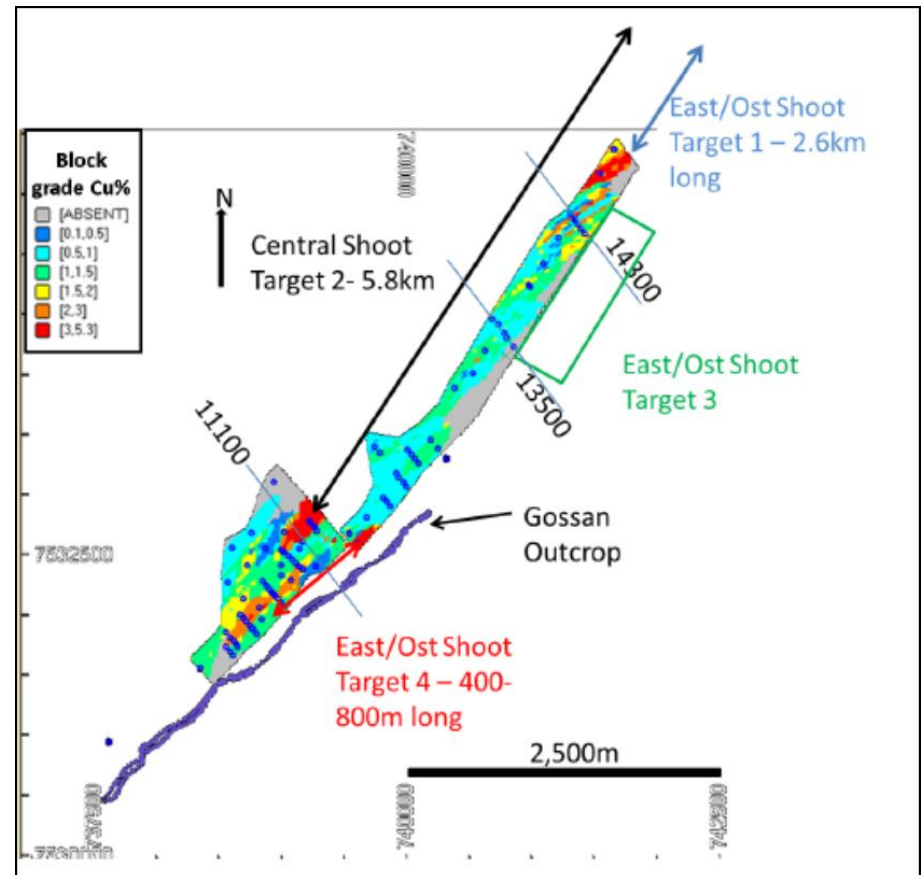 East/Ost Shoot
Target 1 – 2.6km
long
740000
Block
grade Cu%
[ABSENT]
[0.1,0.5]
[0.5,1]
[1,1.5]
[1.5,2]
[2,3]
[3,5.3]
N
Central Shoot
Target 2- 5.8km
14300
East/Ost Shoot
Target 3
13500
11100
Gossan
Outcrop
7532500
East/Ost Shoot
Target 4 – 400-
800m long
2,500m
740000
742500